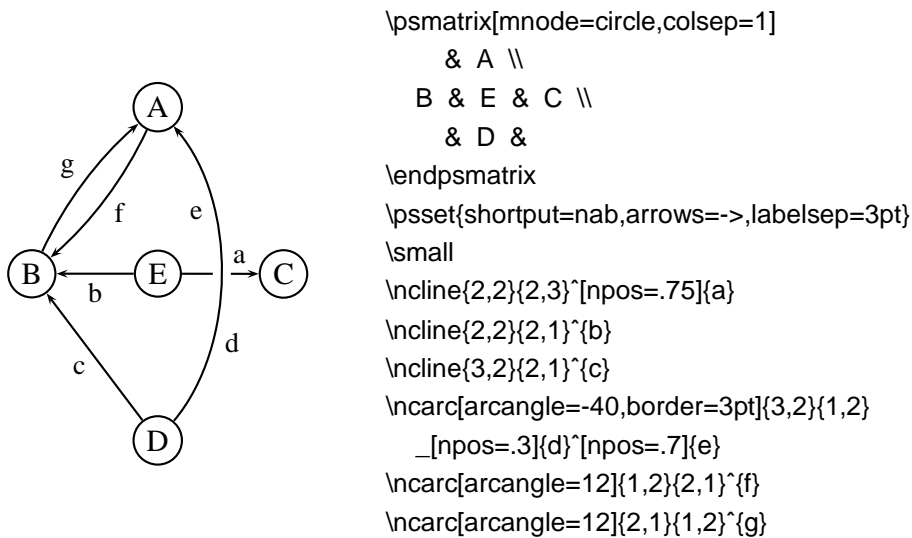 A
g
f
e
a
B
E
C
b
d
c
D
\psmatrix[mnode=circle,colsep=1]
& A \\
B & E & C \\
& D &
\endpsmatrix
\psset{shortput=nab,arrows=->,labelsep=3pt}
\small
\ncline{2,2}{2,3}^[npos=.75]{a}
\ncline{2,2}{2,1}^{b}
\ncline{3,2}{2,1}^{c}
\ncarc[arcangle=-40,border=3pt]{3,2}{1,2}
_[npos=.3]{d}^[npos=.7]{e}
\ncarc[arcangle=12]{1,2}{2,1}^{f}
\ncarc[arcangle=12]{2,1}{1,2}^{g}